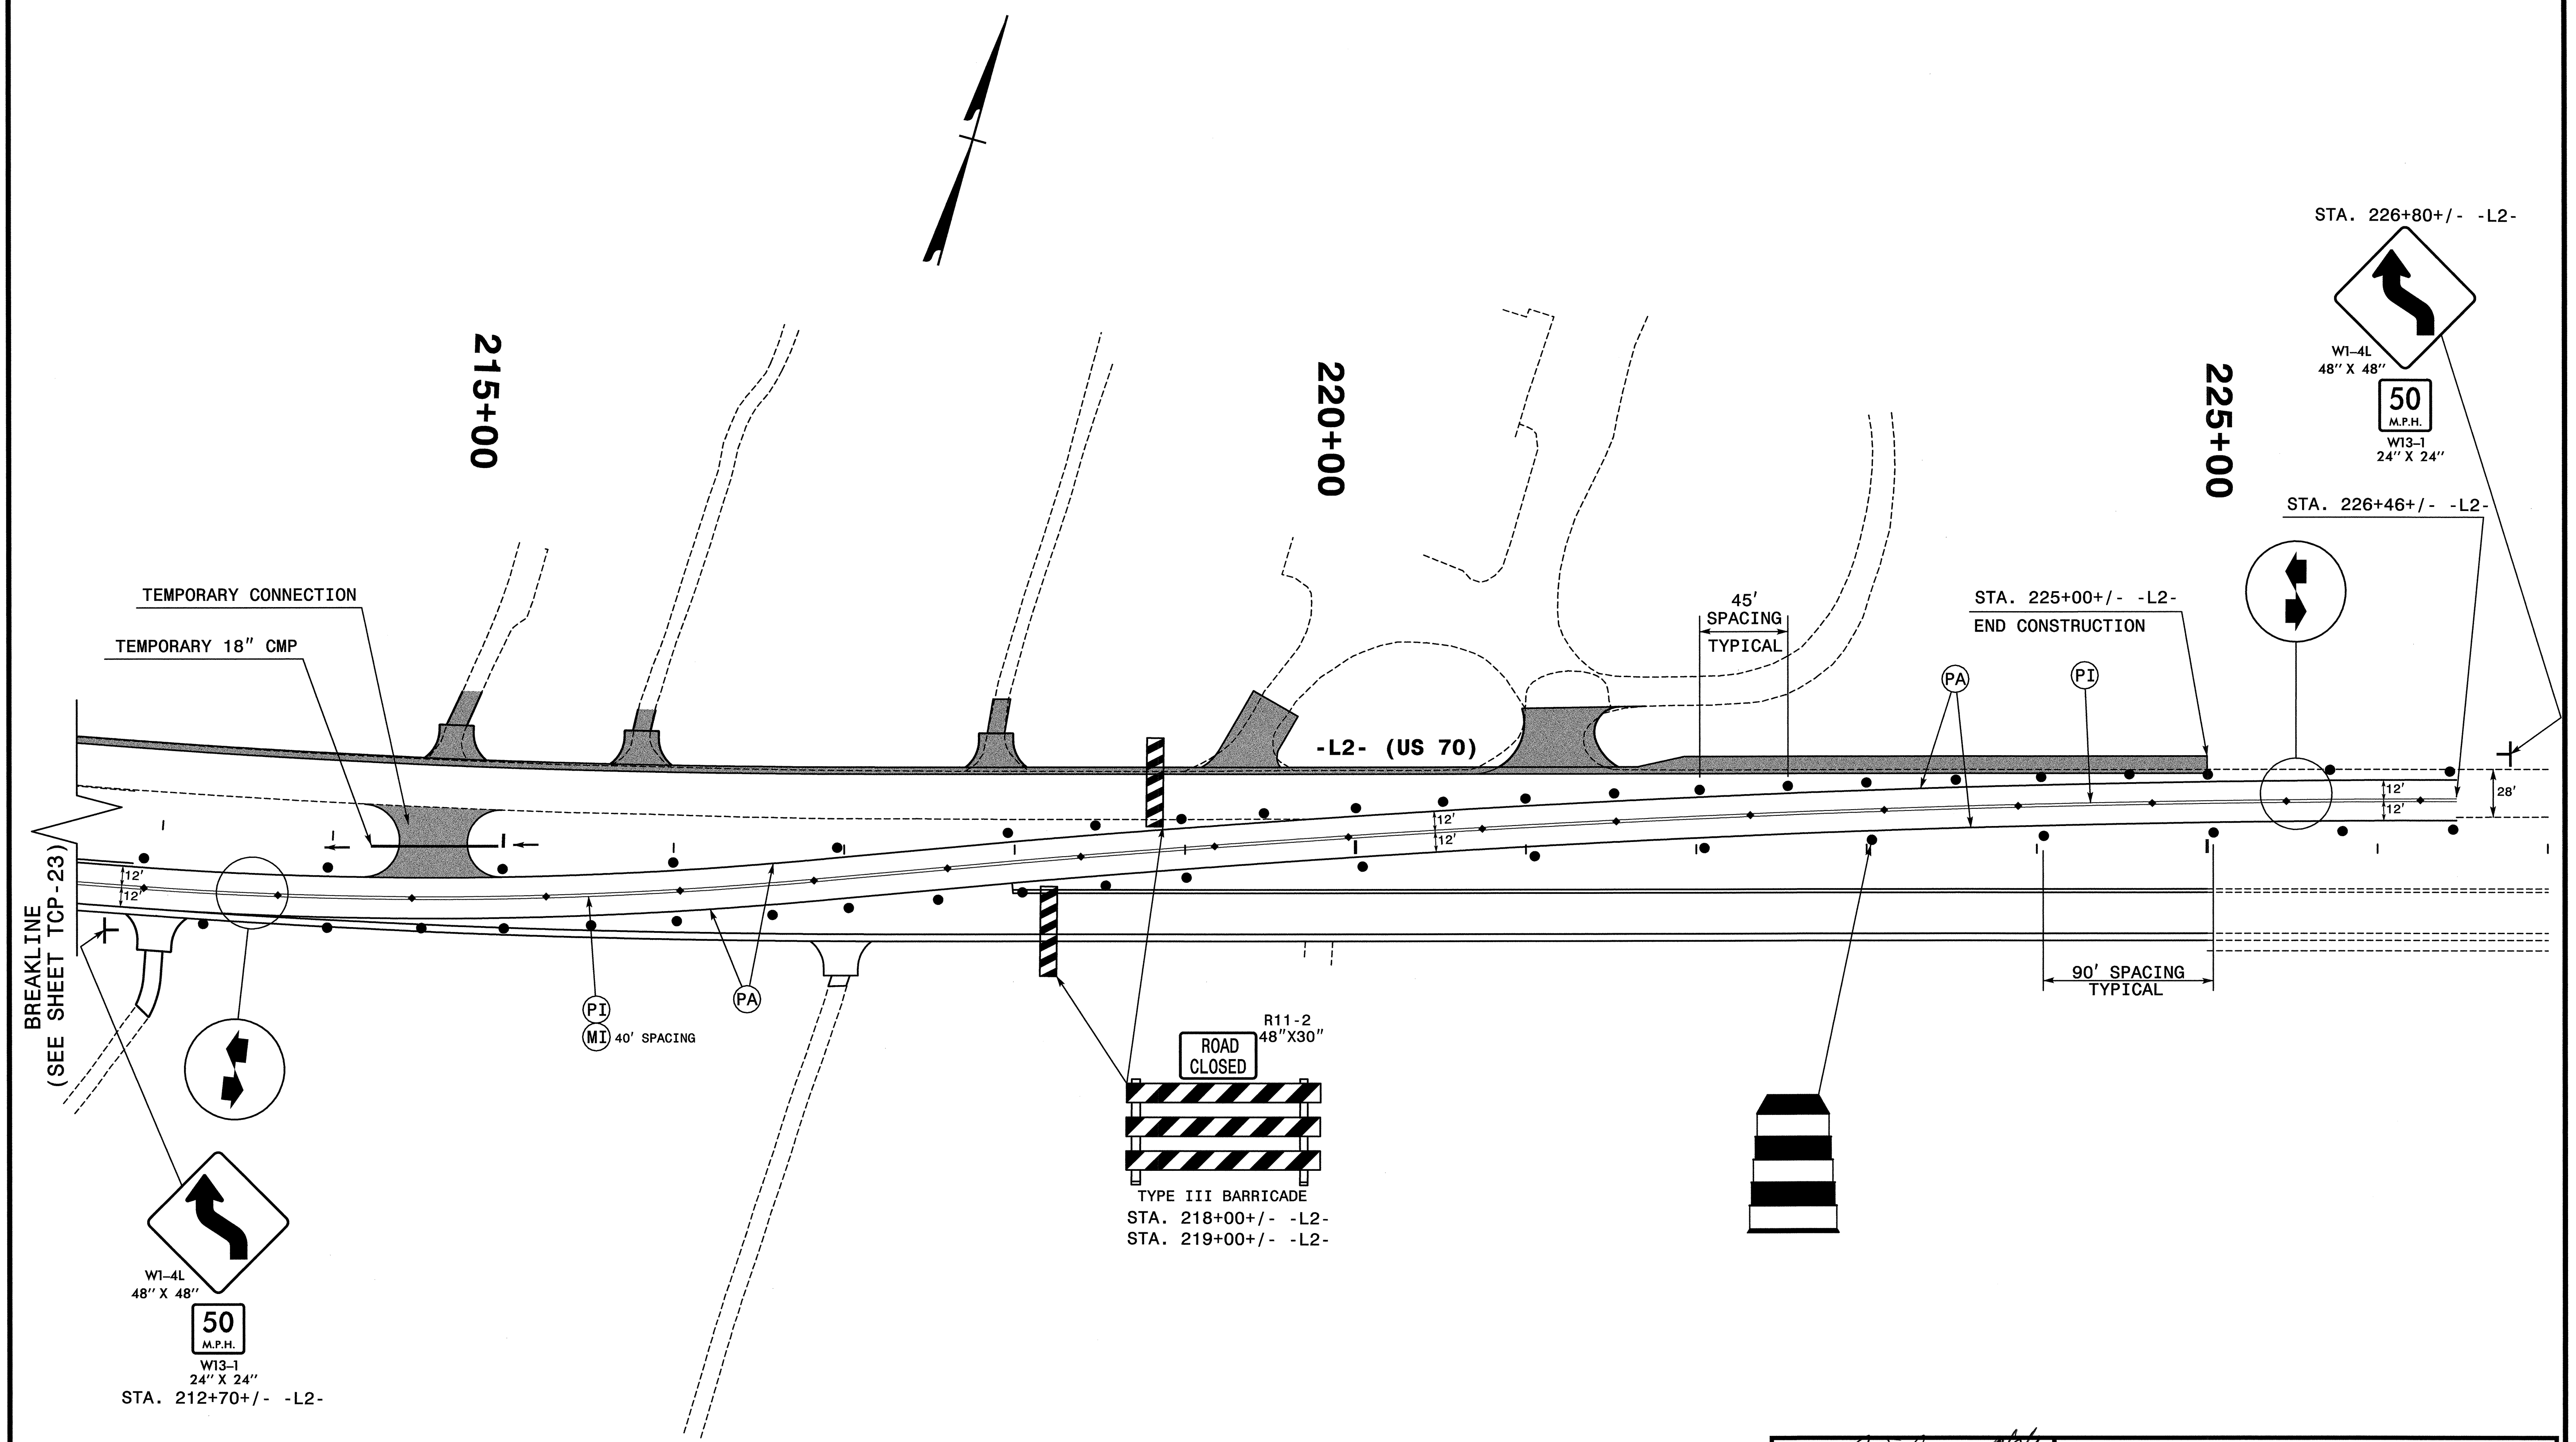 STA. 226+80+/- -L2-
W1-4L
48" X 48"
50
M.P.H.
W13-1
24" X 24"
215+00
220+00
225+00
STA. 226+46+/- -L2-
TEMPORARY CONNECTION
TEMPORARY 18" CMP
45'
SPACING
TYPICAL
STA. 225+00+/- -L2-
END CONSTRUCTION
PA
PI
-L2- (US 70)
12'
12'
28'
12'
12'
12'
12'
BREAKLINE
(SEE SHEET TCP-23)
90' SPACING
TYPICAL
PI
MI 40' SPACING
PA
R11-2
48"X30"
ROAD
CLOSED
TYPE III BARRICADE
STA. 218+00+/- -L2-
STA. 219+00+/- -L2-
W1-4L
48" X 48"
50
M.P.H.
W13-1
24" X 24"
STA. 212+70+/- -L2-